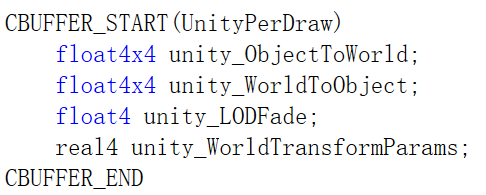 CBUFFER_START(UnityPerDraw)
    float4x4 unity_ObjectToWorld;
    float4x4 unity_WorldToObject;
    float4 unity_LODFade;
    real4 unity_WorldTransformParams;
CBUFFER_END